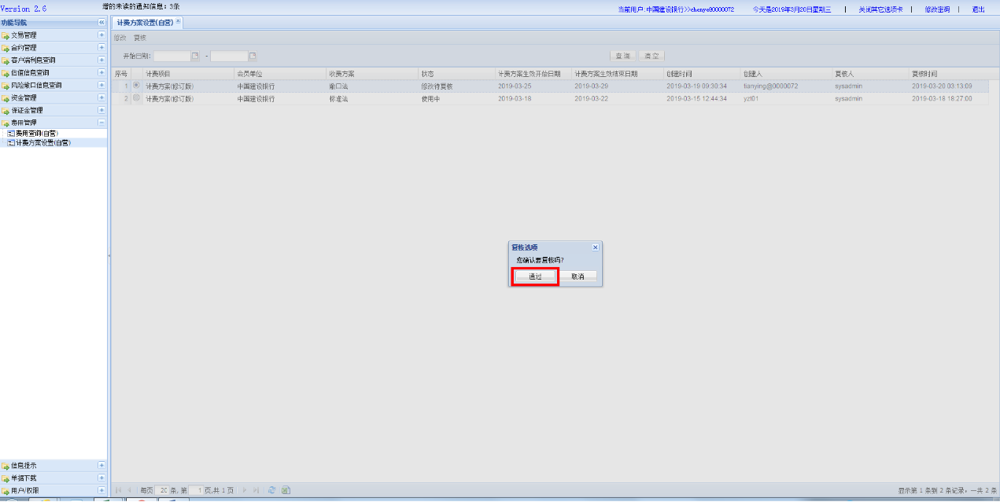 Version 2.6
增的未读的通知信息：3条
当前用户:中国建设银行>>chenye@0000072 今天是2019年3月20日星期三 | 关闭其它选项卡 | 修改密码 | 退出
功能导航
交易管理
合约管理
客户端利息查询
估值信息查询
风险敞口信息查询
资金管理
保证金管理
费用管理
费用查询(自营)
计费方案设置(自营)
信息提示
单据下载
用户/权限
计费方案设置(自营)
修改 复核
开始日期: - 查 询 清 空
序号 计费项目 会员单位 收费方案 状态 计费方案生效开始日期 计费方案生效结束日期 创建时间 创建人 复核人 复核时间
1 计费方案(修订版) 中国建设银行 敞口法 修改待复核 2019-03-25 2019-03-29 2019-03-19 09:30:34 tianying@0000072 sysadmin 2019-03-20 03:13:09
2 计费方案(修订版) 中国建设银行 标准法 使用中 2019-03-18 2019-03-22 2019-03-15 12:44:34 yzt01 sysadmin 2019-03-18 18:27:00
复核选项
您确认要复核吗?
通过 取消
每页 20 条, 第 1 页,共 1 页
显示第 1 条到 2 条记录，一共 2 条